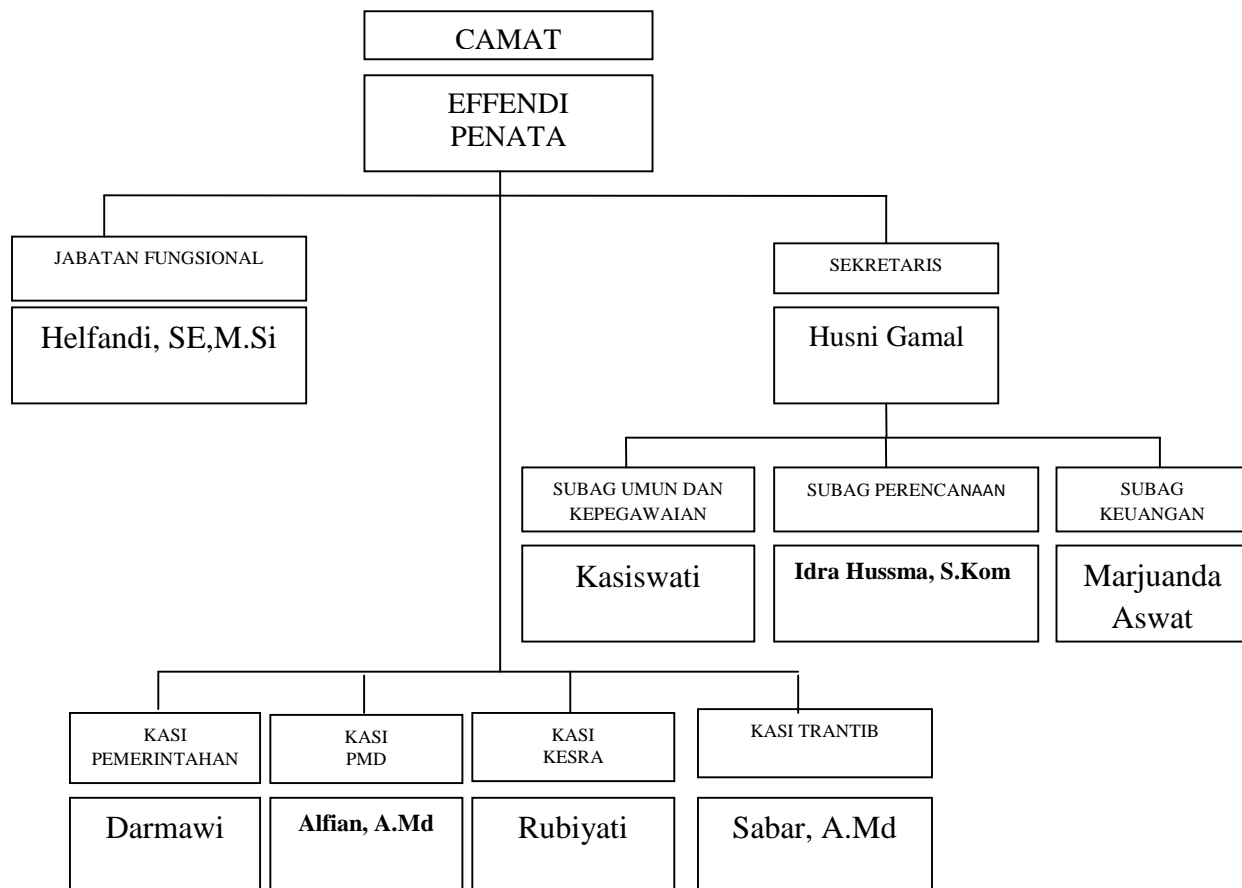 CAMAT
EFFENDI
PENATA
JABATAN FUNGSIONAL
Helfandi, SE,M.Si
SEKRETARIS
Husni Gamal
SUBAG UMUN DAN
KEPEGAWAIAN
Kasiswati
SUBAG PERENCANAAN
Idra Hussma, S.Kom
SUBAG
KEUANGAN
Marjuanda
Aswat
KASI
PEMERINTAHAN
Darmawi
KASI
PMD
Alfian, A.Md
KASI
KESRA
Rubiyati
KASI TRANTIB
Sabar, A.Md